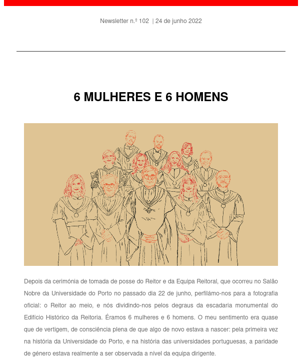 Newsletter n.º 102 | 24 de junho 2022
6 MULHERES E 6 HOMENS
Depois da cerimónia de tomada de posse do Reitor e da Equipa Reitoral, que ocorreu no Salão
Nobre da Universidade do Porto no passado dia 22 de junho, perfilámo-nos para a fotografia
oficial: o Reitor ao meio, e nós dividindo-nos pelos degraus da escadaria monumental do
Edifício Histórico da Reitoria. Éramos 6 mulheres e 6 homens. O meu sentimento era quase
que de vertigem, de consciência plena de que algo de novo estava a nascer: pela primeira vez
na história da Universidade do Porto, e na história das universidades portuguesas, a paridade
de género estava realmente a ser observada a nível da equipa dirigente.